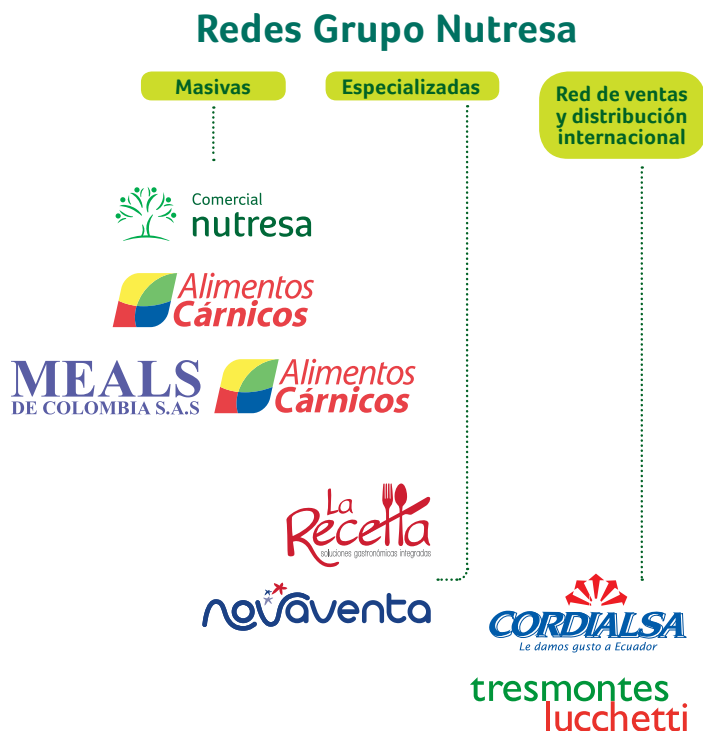 Redes Grupo Nutresa
Masivas
Especializadas
Red de ventas
y distribución
internacional
Comercial
nutresa
Alimentos
Cárnicos
MEALS
DE COLOMBIA S.A.S
Alimentos
Cárnicos
La
Receta
soluciones gastronómicas integradas
novaventa
CORDIALSA
Le damos gusto a Ecuador
tresmontes
lucchetti